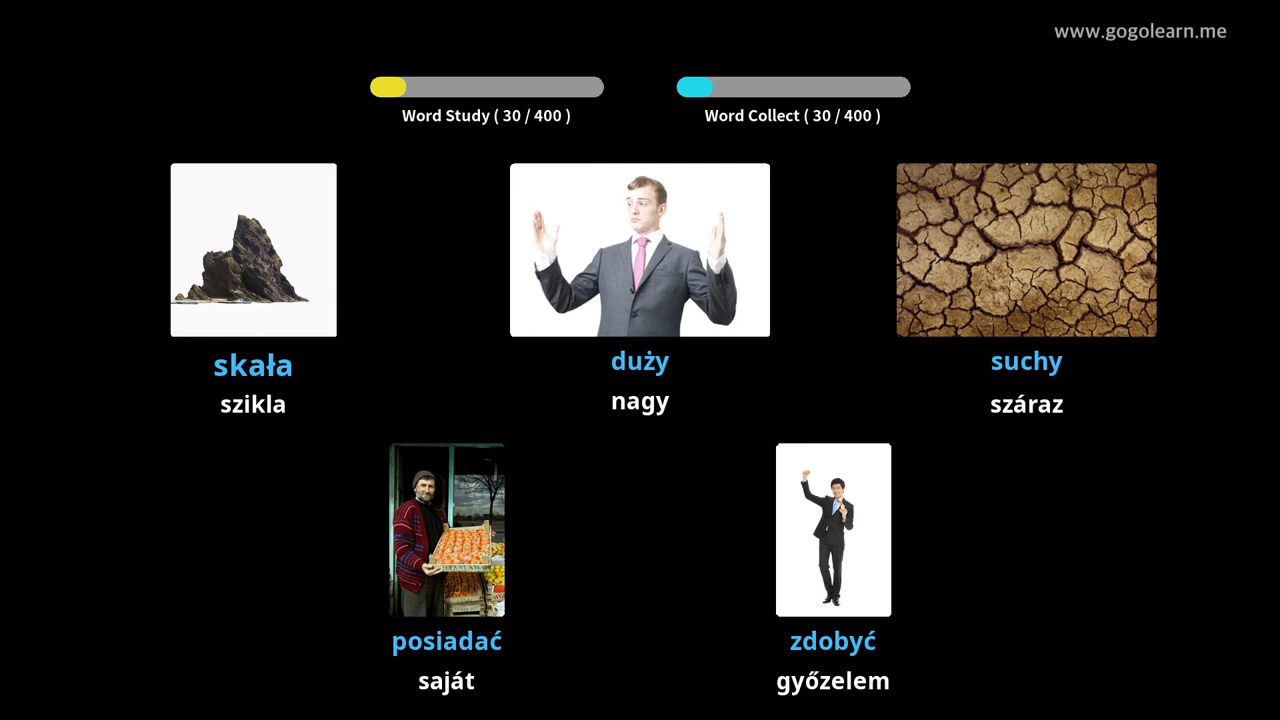 www.gogolearn.me
Word Study ( 30 / 400 )
Word Collect ( 30 / 400 )
skała
szikla
duży
nagy
suchy
száraz
posiadać
saját
zdobyć
győzelem